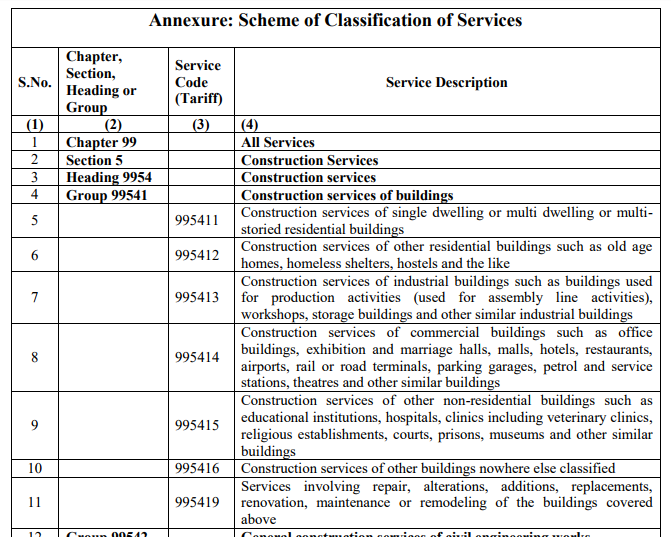 Annexure: Scheme of Classification of Services
S.No.
Chapter,
Section,
Heading or
Group
Service
Code
(Tariff)
Service Description
(1) (2) (3) (4)
1 Chapter 99 All Services
2 Section 5 Construction Services
3 Heading 9954 Construction services
4 Group 99541 Construction services of buildings
5 995411 Construction services of single dwelling or multi dwelling or multi-
storied residential buildings
6 995412 Construction services of other residential buildings such as old age
homes, homeless shelters, hostels and the like
7 995413 Construction services of industrial buildings such as buildings used
for production activities (used for assembly line activities),
workshops, storage buildings and other similar industrial buildings
8 995414 Construction services of commercial buildings such as office
buildings, exhibition and marriage halls, malls, hotels, restaurants,
airports, rail or road terminals, parking garages, petrol and service
stations, theatres and other similar buildings
9 995415 Construction services of other non-residential buildings such as
educational institutions, hospitals, clinics including veterinary clinics,
religious establishments, courts, prisons, museums and other similar
buildings
10 995416 Construction services of other buildings nowhere else classified
11 995419 Services involving repair, alterations, additions, replacements,
renovation, maintenance or remodeling of the buildings covered
above
12 Group 99542 General construction services of civil engineering works